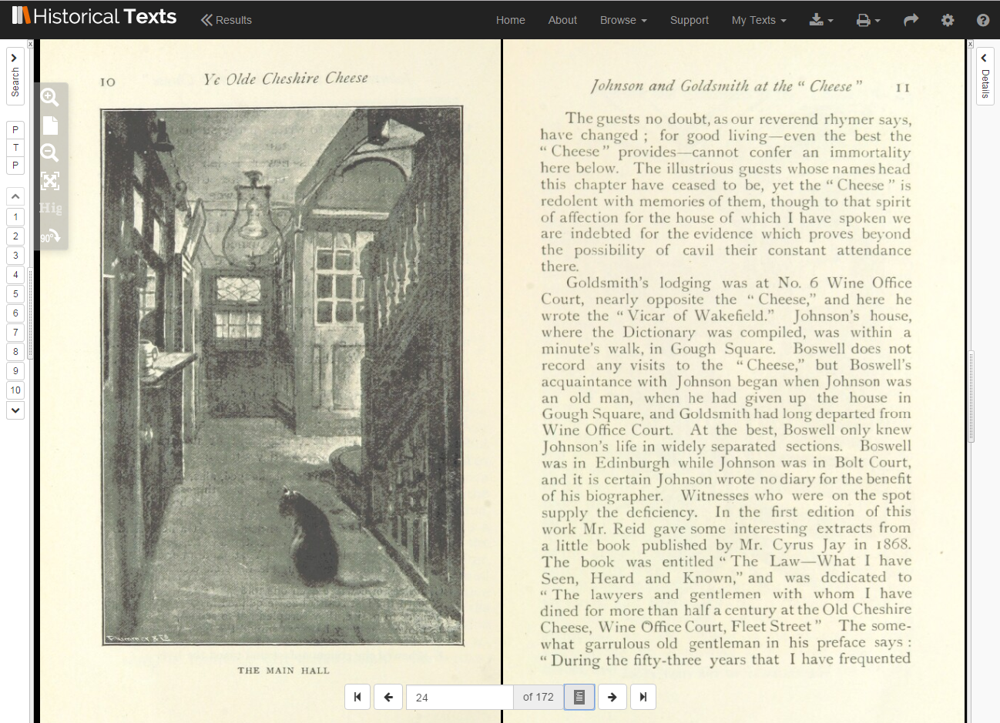 Historical Texts
Results
Home
About
Browse
Support
My Texts
x
Search
P
T
P
1
2
3
4
5
6
7
8
9
10
Hig
90°
10
Ye Olde Cheshire Cheese
THE MAIN HALL
Johnson and Goldsmith at the “ Cheese ”
11
The guests no doubt, as our reverend rhymer says,
have changed ; for good living—even the best the
“ Cheese ” provides—cannot confer an immortality
here below. The illustrious guests whose names head
this chapter have ceased to be, yet the “ Cheese ” is
redolent with memories of them, though to that spirit
of affection for the house of which I have spoken we
are indebted for the evidence which proves beyond
the possibility of cavil their constant attendance
there.
Goldsmith’s lodging was at No. 6 Wine Office
Court, nearly opposite the “ Cheese,” and here he
wrote the “ Vicar of Wakefield.” Johnson’s house,
where the Dictionary was compiled, was within a
minute’s walk, in Gough Square. Boswell does not
record any visits to the “ Cheese,” but Boswell’s
acquaintance with Johnson began when Johnson was
an old man, when he had given up the house in
Gough Square, and Goldsmith had long departed from
Wine Office Court. At the best, Boswell only knew
Johnson’s life in widely separated sections. Boswell
was in Edinburgh while Johnson was in Bolt Court,
and it is certain Johnson wrote no diary for the benefit
of his biographer. Witnesses who were on the spot
supply the deficiency. In the first edition of this
work Mr. Reid gave some interesting extracts from
a little book published by Mr. Cyrus Jay in 1868.
The book was entitled “ The Law—What I have
Seen, Heard and Known,” and was dedicated to
“ The lawyers and gentlemen with whom I have
dined for more than half a century at the Old Cheshire
Cheese, Wine Office Court, Fleet Street ” The some-
what garrulous old gentleman in his preface says :
“ During the fifty-three years that I have frequented
x
Details
24
of 172